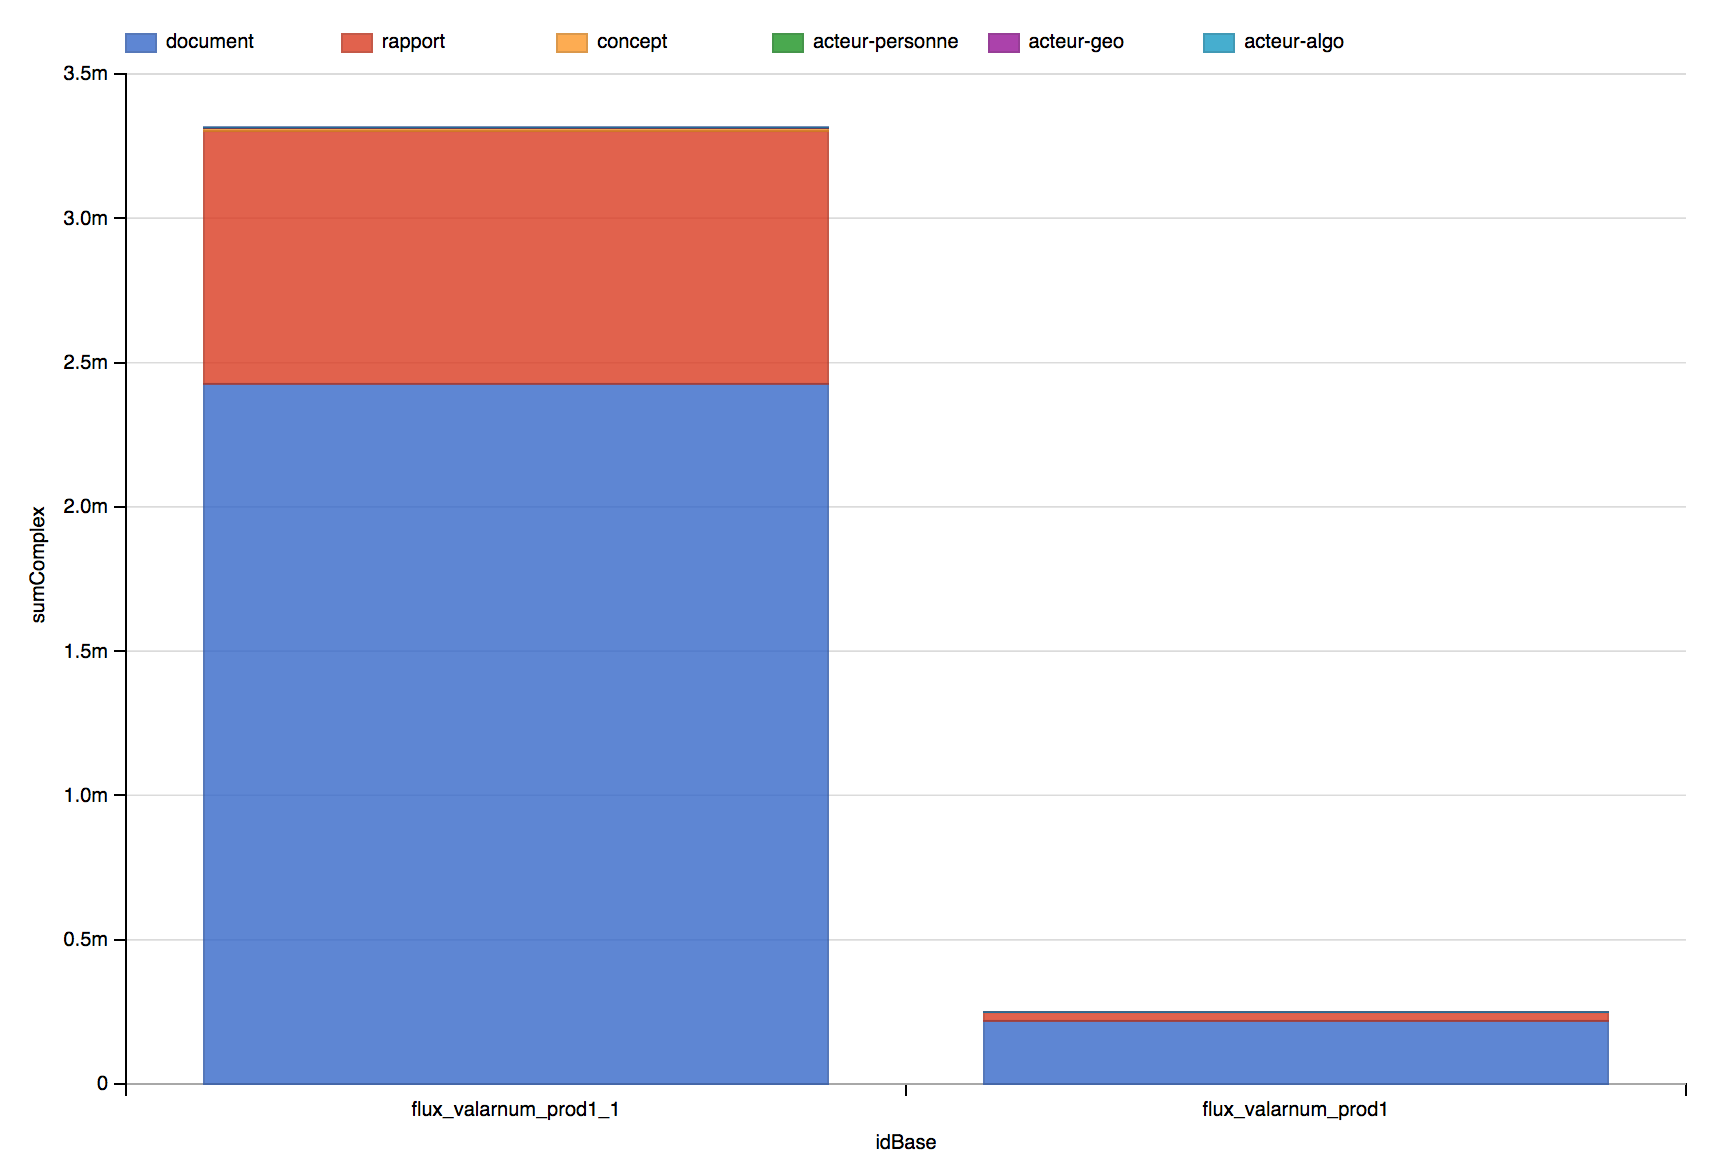 document rapport concept acteur-personne acteur-geo acteur-algo
3.5m
3.0m
2.5m
2.0m
1.5m
1.0m
0.5m
0
sumComplex
flux_valarnum_prod1_1 flux_valarnum_prod1
idBase